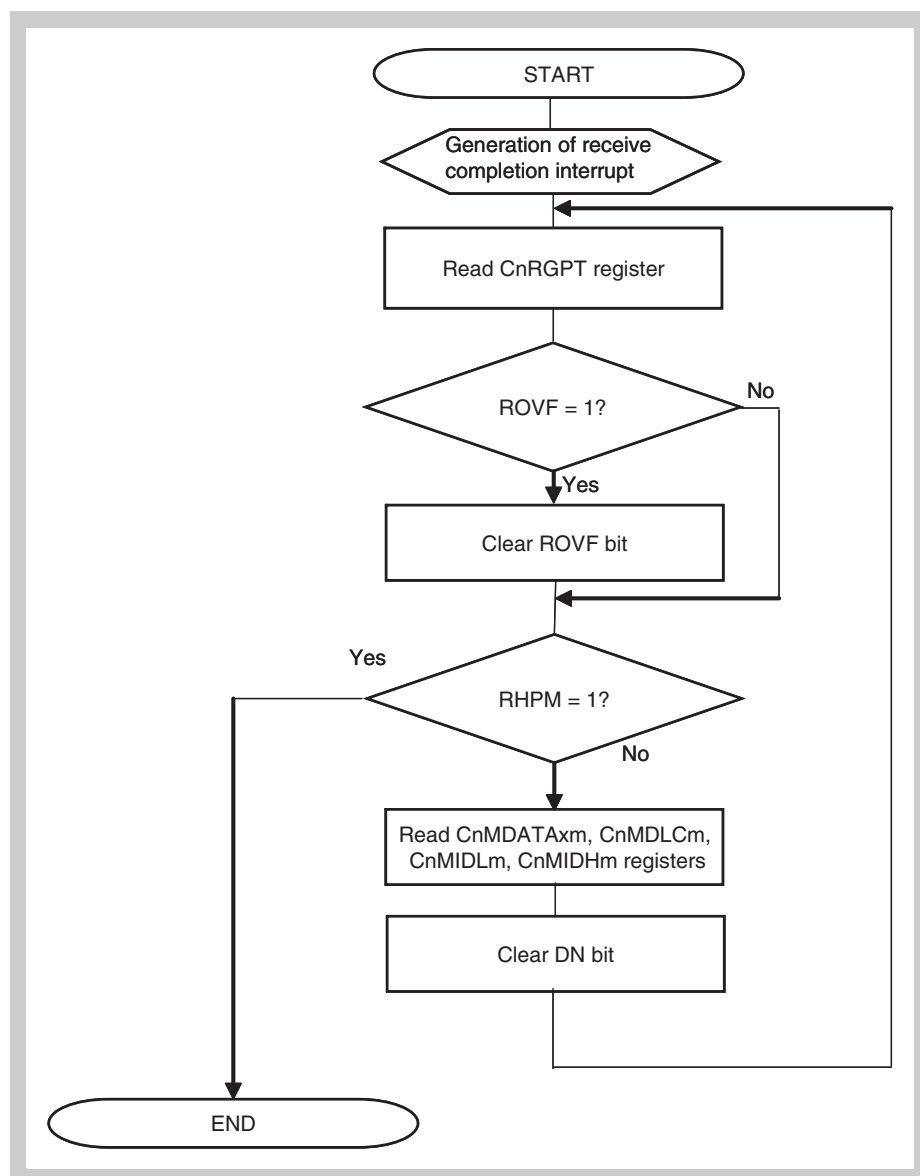 START
Generation of receive
completion interrupt
Read CnRGPT register
ROVF = 1?
No
Yes
Clear ROVF bit
Yes
RHPM = 1?
No
Read CnMDATAxm, CnMDLCm,
CnMIDLm, CnMIDHm registers
Clear DN bit
END